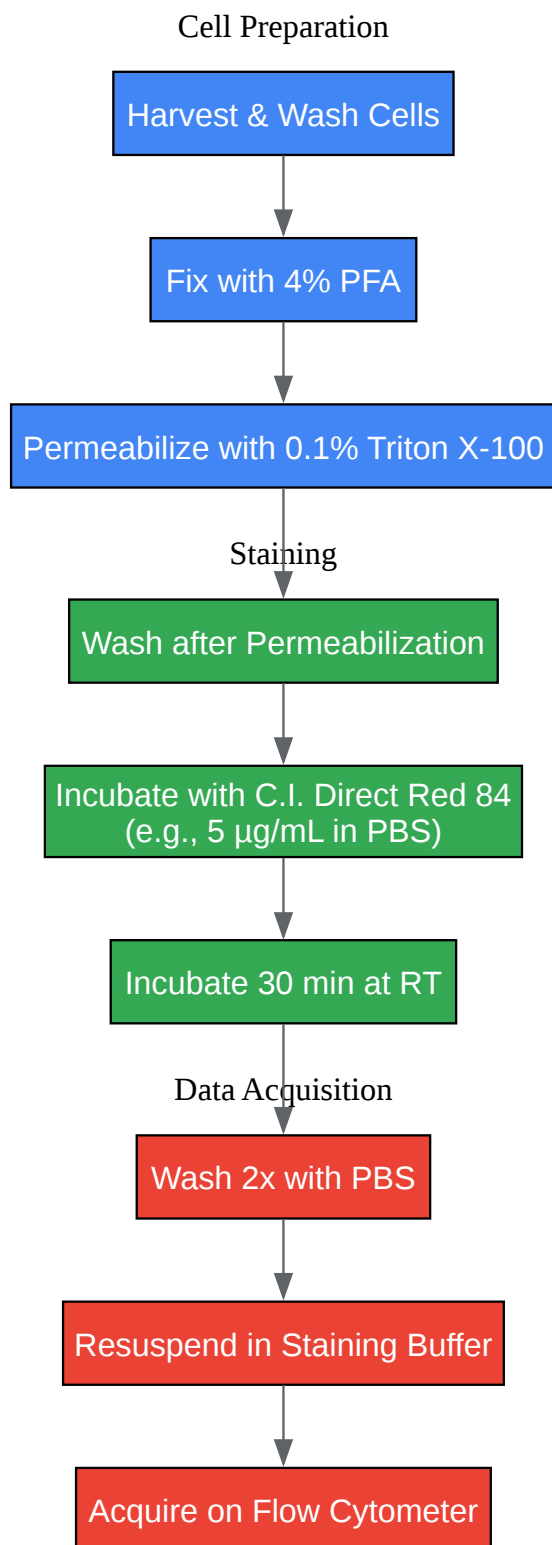 Cell Preparation
Harvest & Wash Cells
Fix with 4% PFA
Permeabilize with 0.1% Triton X-100
Staining
Wash after Permeabilization
Incubate with C.I. Direct Red 84
(e.g., 5 µg/mL in PBS)
Incubate 30 min at RT
Data Acquisition
Wash 2x with PBS
Resuspend in Staining Buffer
Acquire on Flow Cytometer